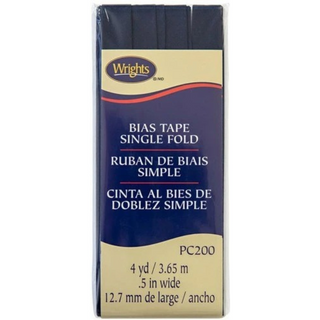 Wrights
BIAS TAPE
SINGLE FOLD
RUBAN DE BIAIS
SIMPLE
CINTA AL BIES DE
DOBLEZ SIMPLE
PC200
4 yd / 3.65 m
.5 in wide
12.7 mm de large / ancho